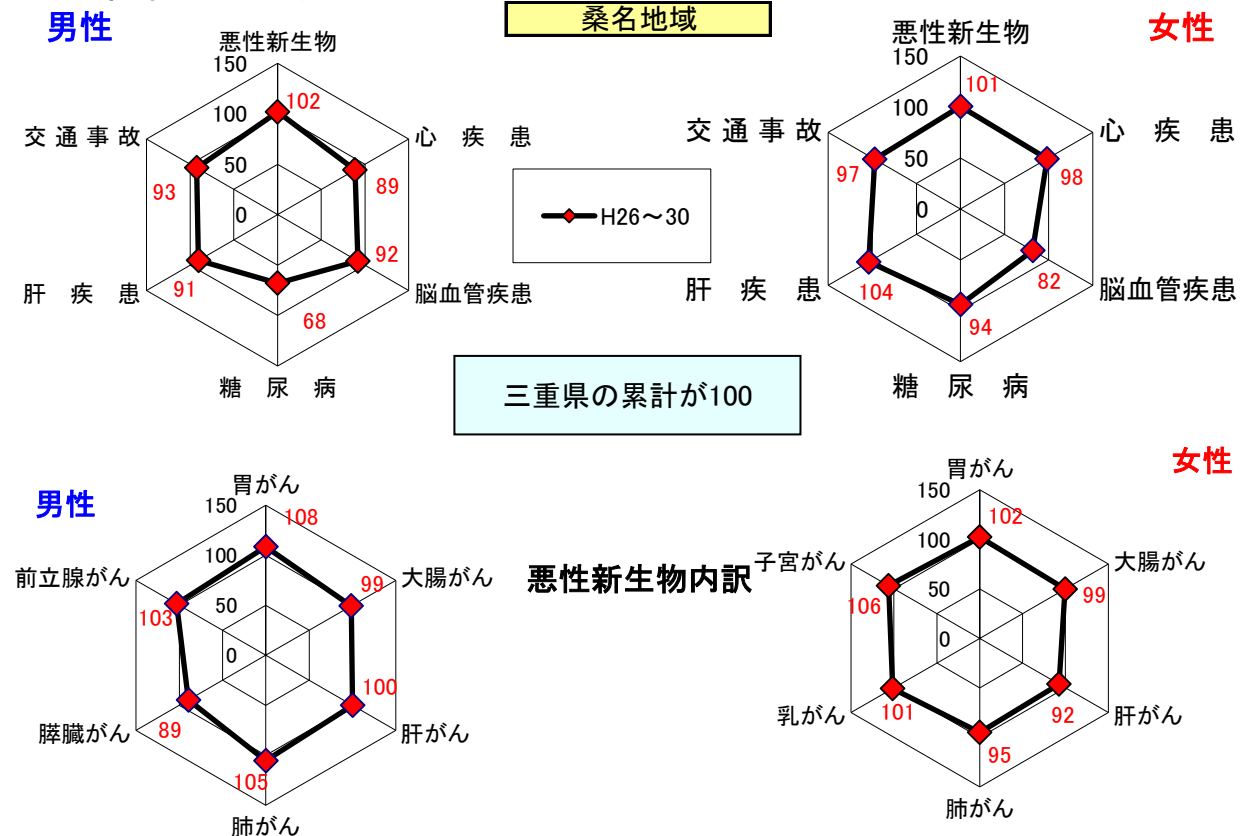 桑名地域
男性
悪性新生物
150
100
50
0
102
心 疾 患
89
脳血管疾患
92
糖 尿 病
68
肝 疾 患
91
交 通 事 故
93
女性
悪性新生物
150
100
50
0
101
心 疾 患
98
脳血管疾患
82
糖 尿 病
94
肝 疾 患
104
交 通 事 故
97
H26～30
三重県の累計が100
悪性新生物内訳
男性
胃がん
150
100
50
0
108
大腸がん
99
肝がん
100
肺がん
105
膵臓がん
89
前立腺がん
103
女性
胃がん
150
100
50
0
102
大腸がん
99
肝がん
92
肺がん
95
乳がん
101
子宮がん
106